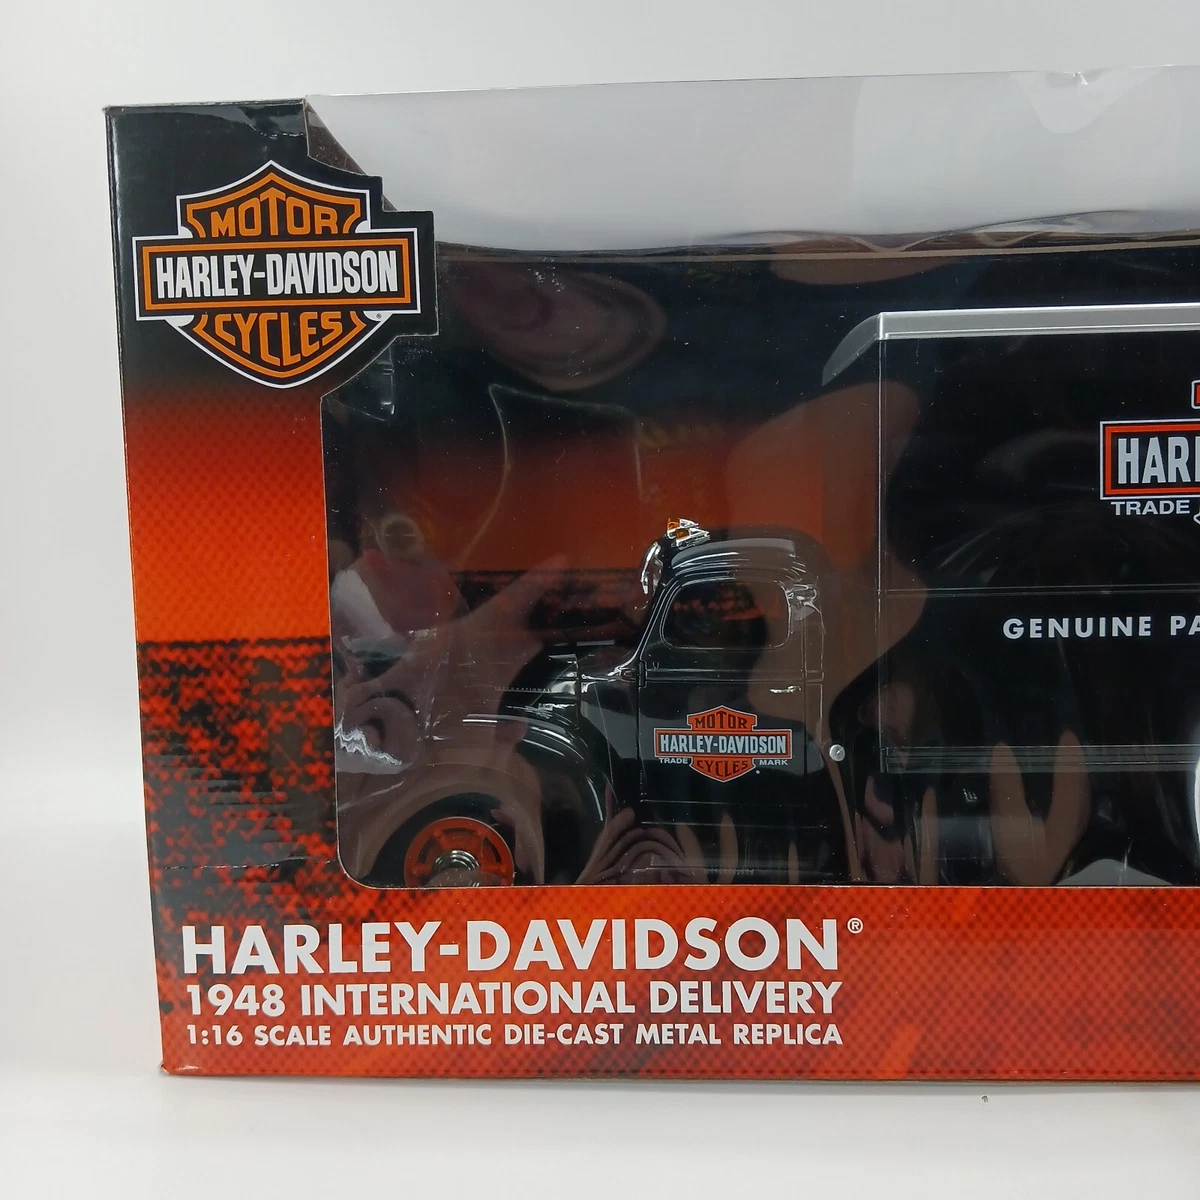 MOTOR
HARLEY-DAVIDSON
CYCLES
®
HARL
TRADE
GENUINE PA
MOTOR
HARLEY-DAVIDSON
TRADE CYCLES MARK
HARLEY-DAVIDSON®
1948 INTERNATIONAL DELIVERY
1:16 SCALE AUTHENTIC DIE-CAST METAL REPLICA